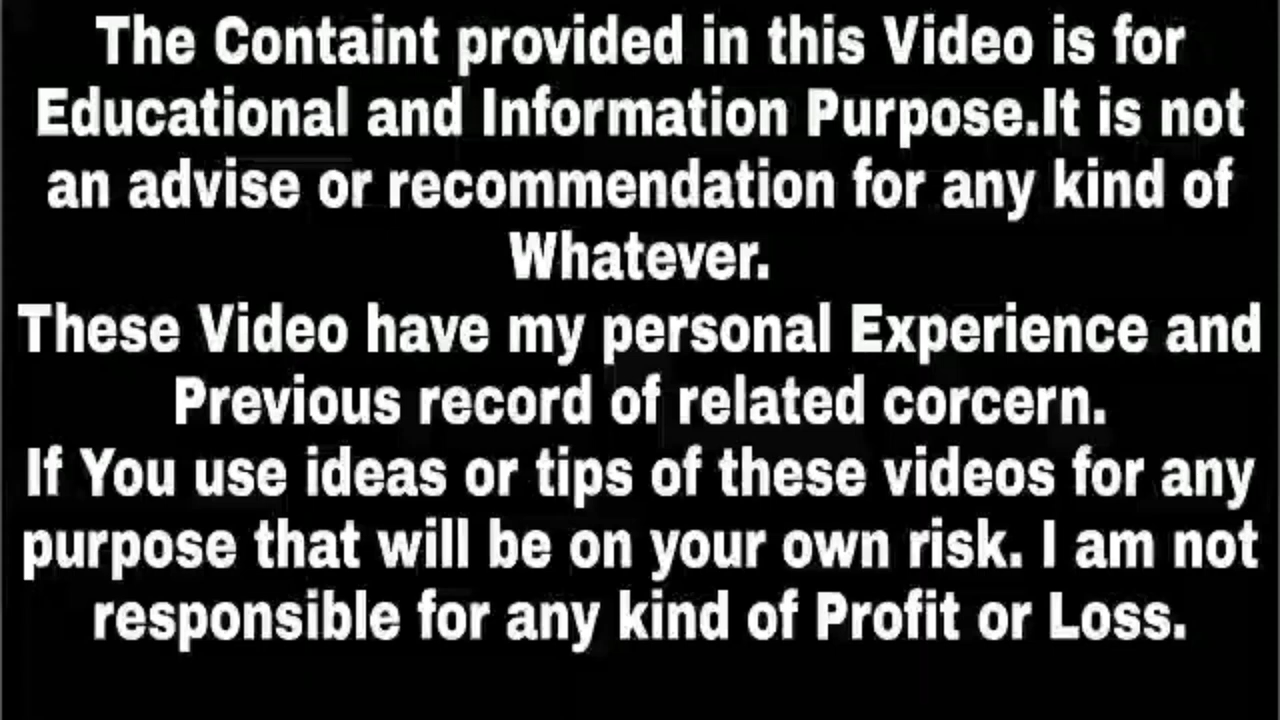 The Containt provided in this Video is for
Educational and Information Purpose.It is not
an advise or recommendation for any kind of
Whatever.
These Video have my personal Experience and
Previous record of related corcern.
If You use ideas or tips of these videos for any
purpose that will be on your own risk. I am not
responsible for any kind of Profit or Loss.